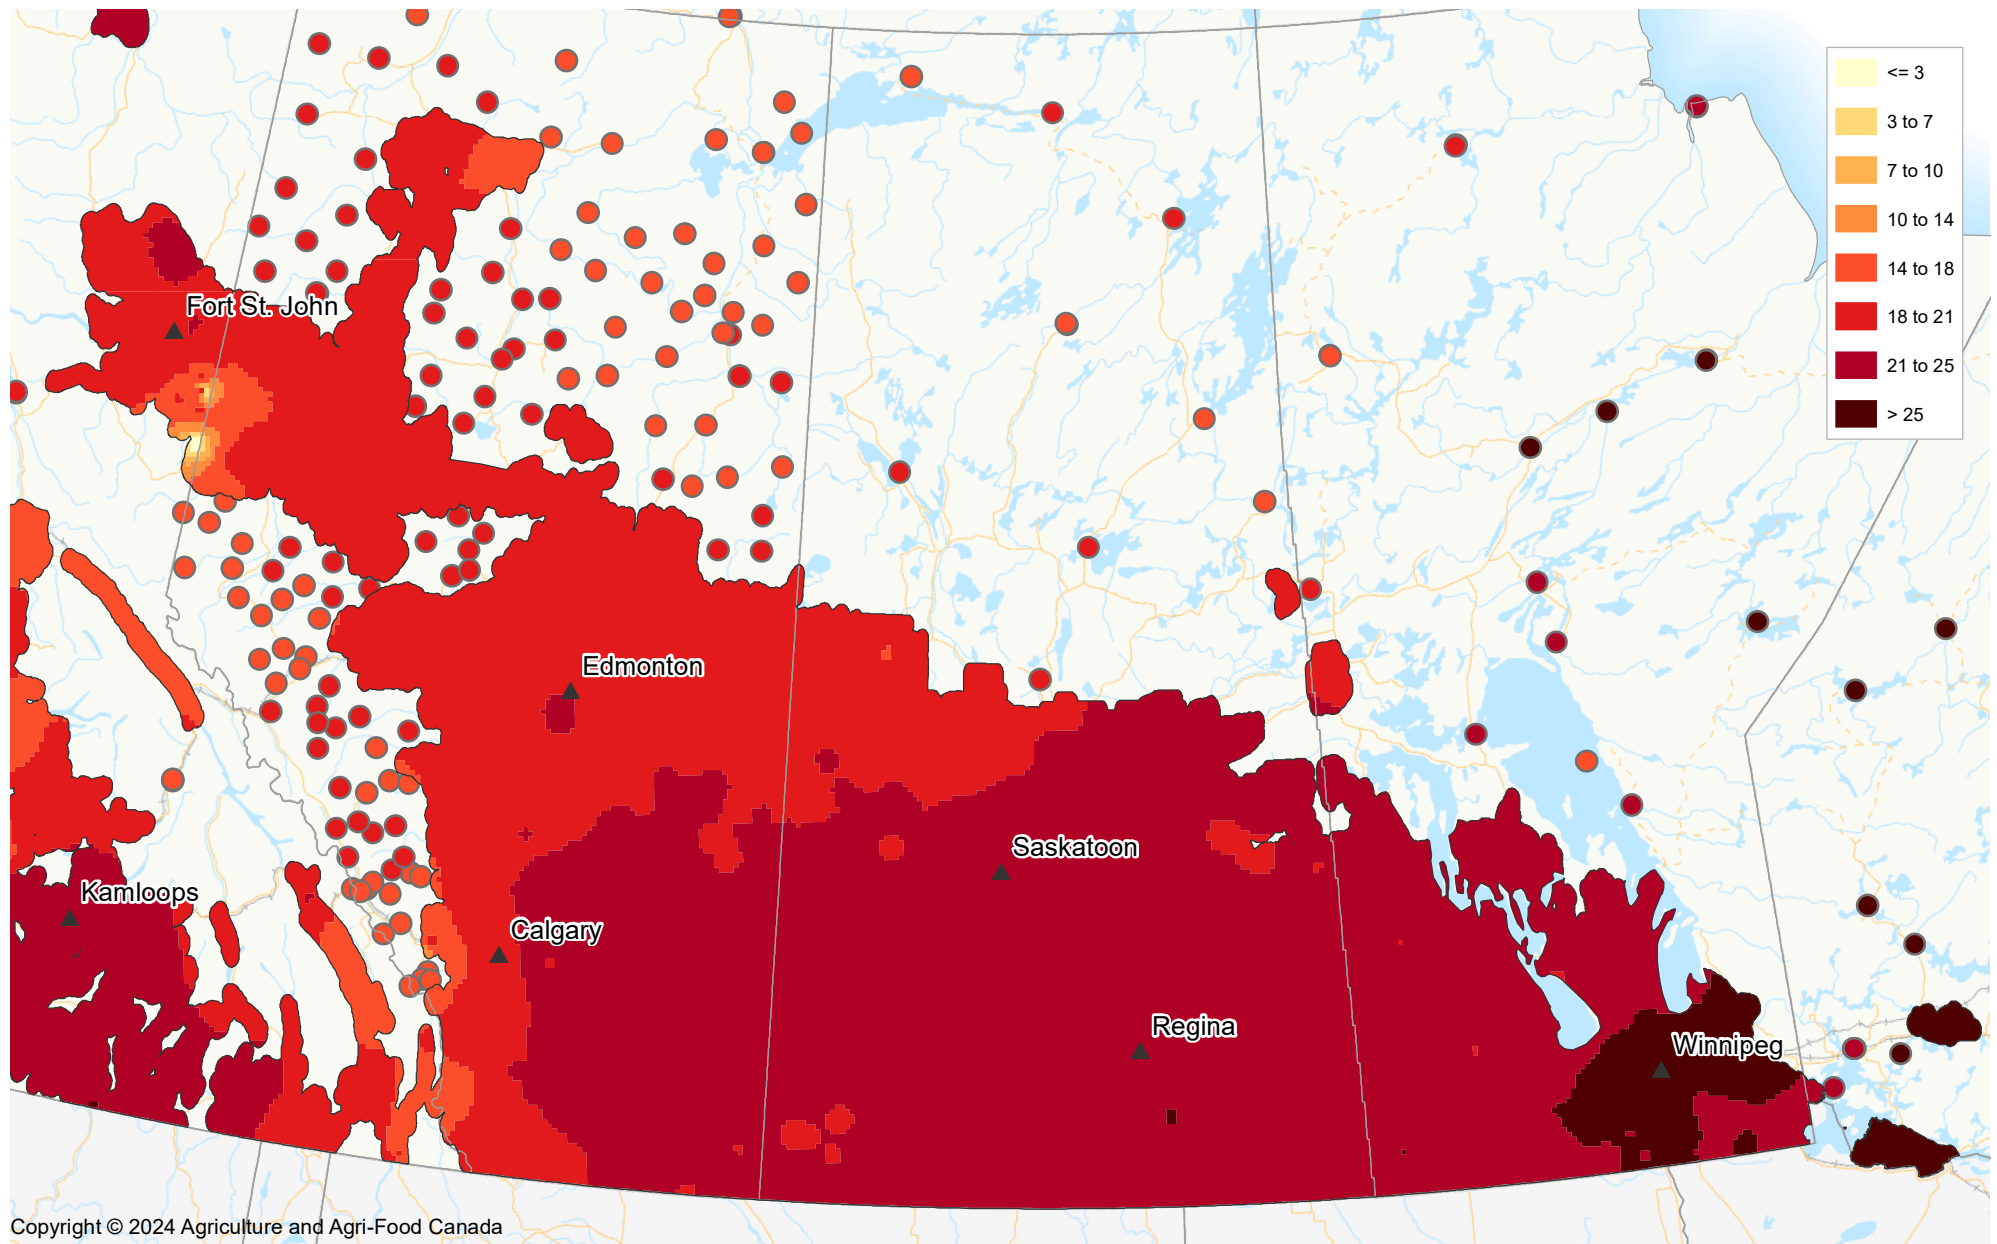 <= 3
3 to 7
7 to 10
10 to 14
14 to 18
18 to 21
21 to 25
> 25
Fort St. John
Edmonton
Saskatoon
Kamloops
Calgary
Regina
Winnipeg
Copyright © 2024 Agriculture and Agri-Food Canada